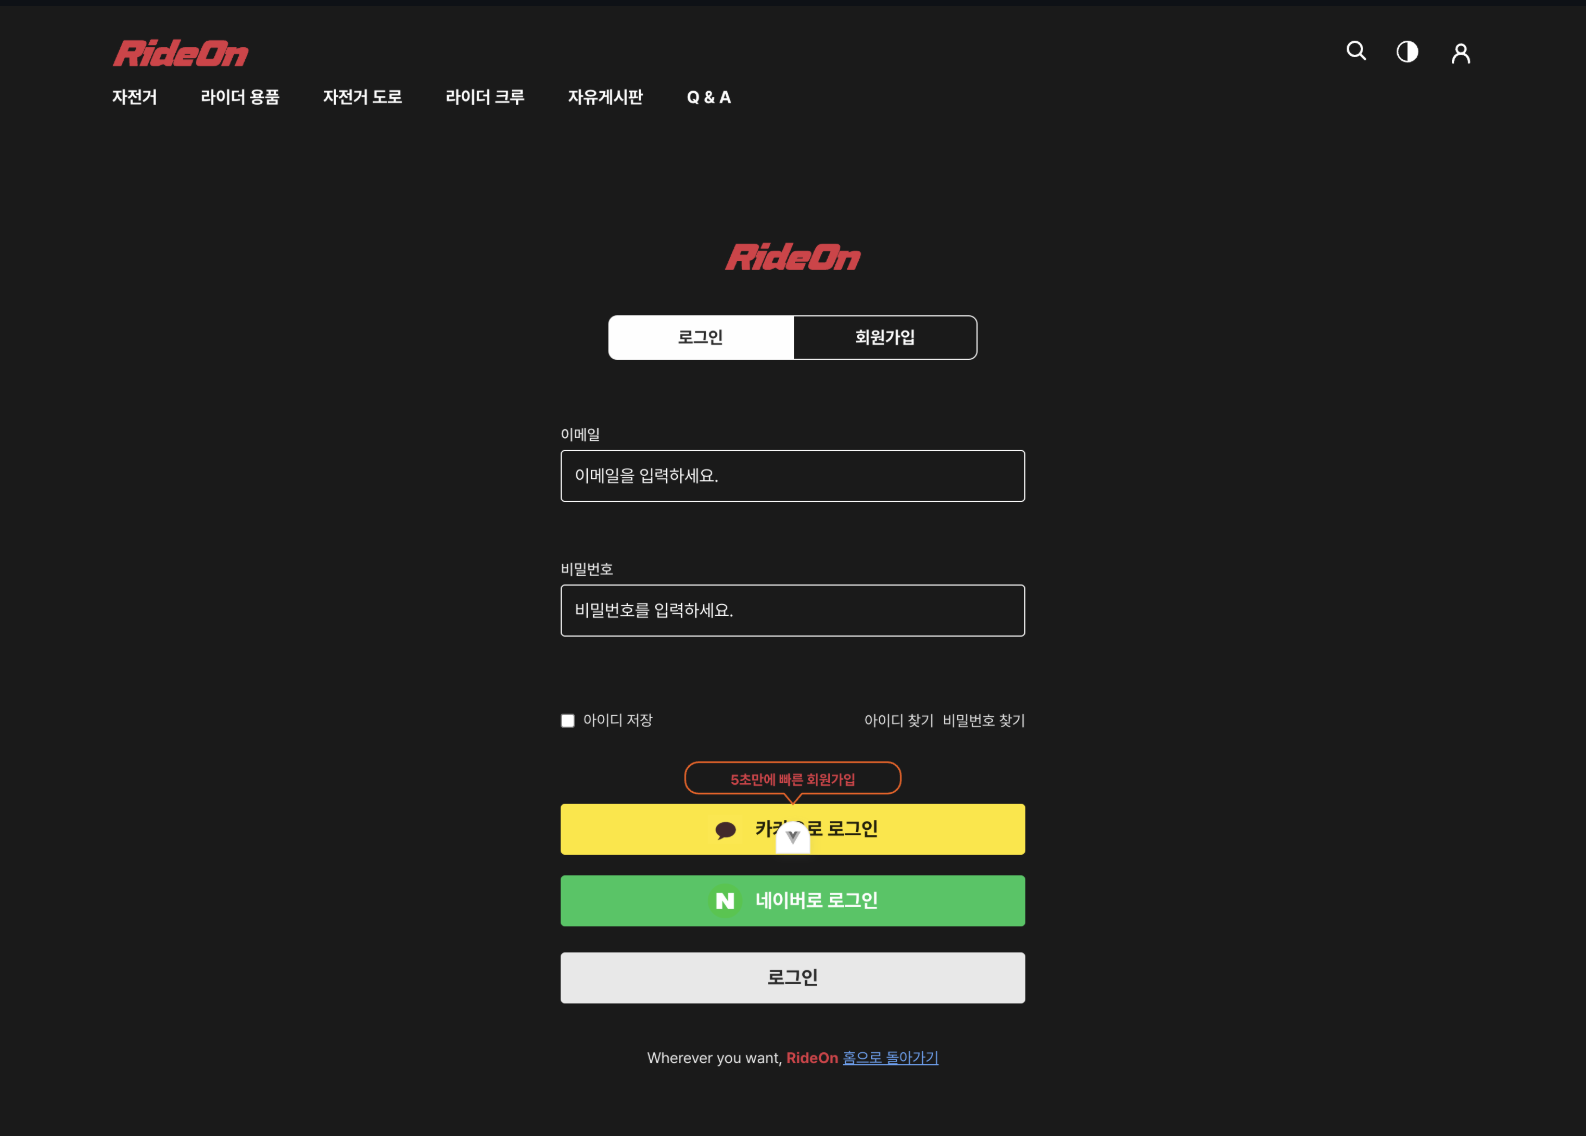 RideOn
자전거 라이더 용품 자전거 도로 라이더 크루 자유게시판 Q & A
RideOn
로그인 회원가입
이메일
이메일을 입력하세요.
비밀번호
비밀번호를 입력하세요.
아이디 저장 아이디 찾기 비밀번호 찾기
5초만에 빠른 회원가입
로그인
N 네이버로 로그인
로그인
Wherever you want, RideOn 홈으로 돌아가기